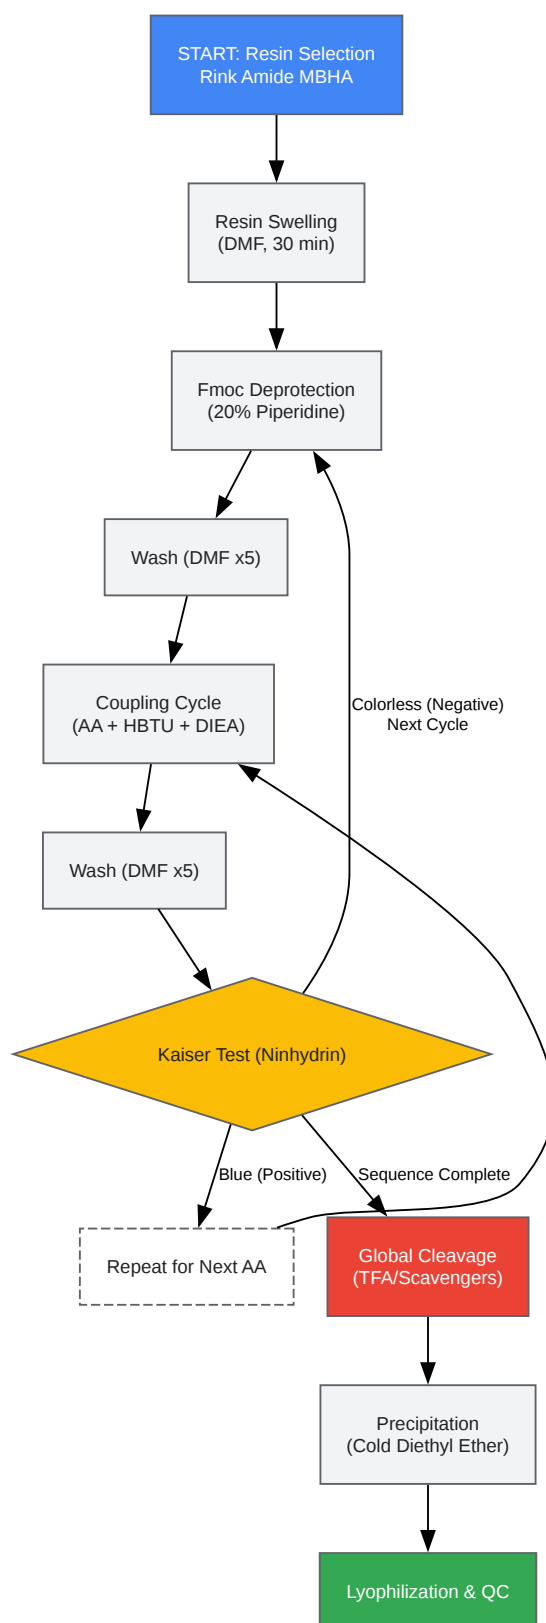 START: Resin Selection
Rink Amide MBHA
Resin Swelling
(DMF, 30 min)
Fmoc Deprotection
(20% Piperidine)
Wash (DMF x5)
Coupling Cycle
(AA + HBTU + DIEA)
Colorless (Negative)
Next Cycle
Wash (DMF x5)
Kaiser Test (Ninhydrin)
Blue (Positive)
Sequence Complete
Repeat for Next AA
Global Cleavage
(TFA/Scavengers)
Precipitation
(Cold Diethyl Ether)
Lyophilization & QC